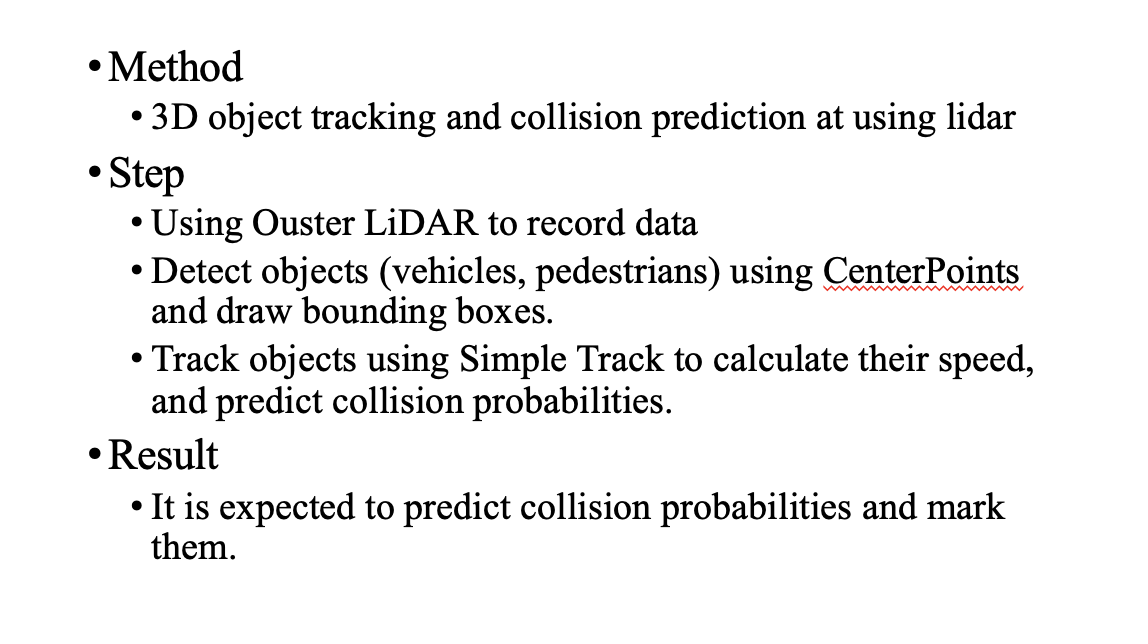 • Method
• 3D object tracking and collision prediction at using lidar
• Step
• Using Ouster LiDAR to record data
• Detect objects (vehicles, pedestrians) using CenterPoints
and draw bounding boxes.
• Track objects using Simple Track to calculate their speed,
and predict collision probabilities.
• Result
• It is expected to predict collision probabilities and mark
them.